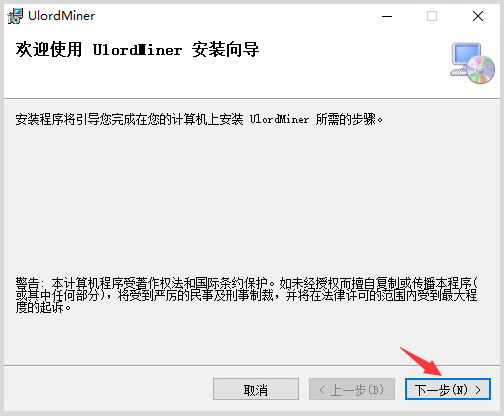 UlordMiner
欢迎使用 UlordMiner 安装向导
安装程序将引导您完成在您的计算机上安装 UlordMiner 所需的步骤。
警告: 本计算机程序受著作权法和国际条约保护。如未经授权而擅自复制或传播本程序(
或其中任何部分)，将受到严厉的民事及刑事制裁，并将在法律许可的范围内受到最大程
度的起诉。
取消
< 上一步(B)
下一步(N) >